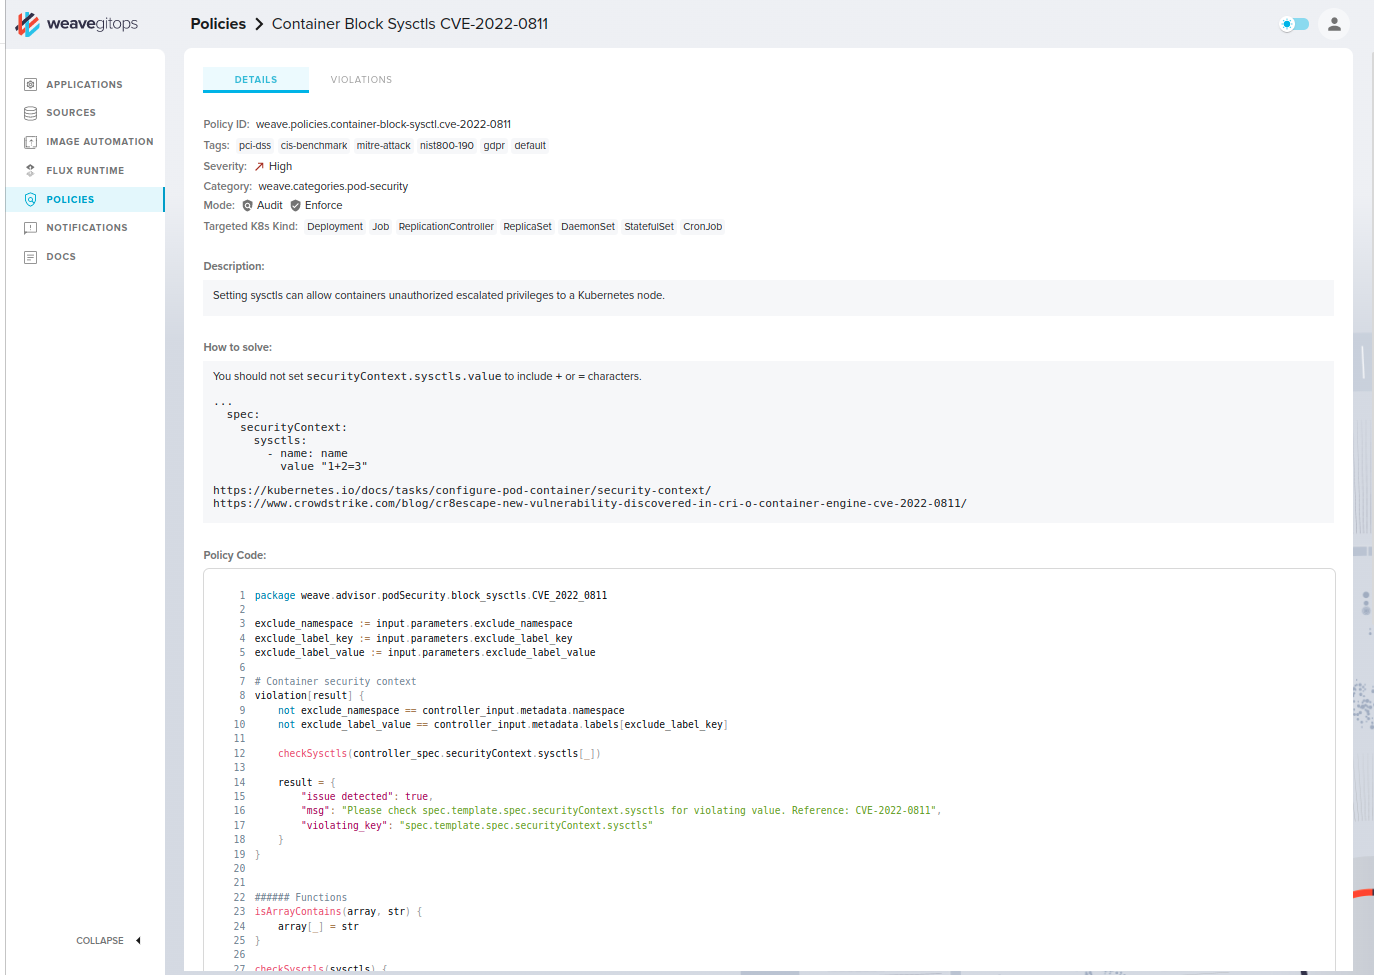 weavegitops
Policies > Container Block Sysctls CVE-2022-0811
APPLICATIONS
SOURCES
IMAGE AUTOMATION
FLUX RUNTIME
POLICIES
NOTIFICATIONS
DOCS
COLLAPSE
DETAILS VIOLATIONS
Policy ID: weave.policies.container-block-sysctl.cve-2022-0811
Tags: pci-dss cis-benchmark mitre-attack nist800-190 gdpr default
Severity: High
Category: weave.categories.pod-security
Mode: Audit Enforce
Targeted K8s Kind: Deployment Job ReplicationController ReplicaSet DaemonSet StatefulSet CronJob
Description:
Setting sysctls can allow containers unauthorized escalated privileges to a Kubernetes node.
How to solve:
You should not set securityContext.sysctls.value to include + or = characters.
...
  spec:
    securityContext:
      sysctls:
        - name: name
          value "1+2=3"
https://kubernetes.io/docs/tasks/configure-pod-container/security-context/
https://www.crowdstrike.com/blog/cr8escape-new-vulnerability-discovered-in-cri-o-container-engine-cve-2022-0811/
Policy Code:
1 package weave.advisor.podSecurity.block_sysctls.CVE_2022_0811
2
3 exclude_namespace := input.parameters.exclude_namespace
4 exclude_label_key := input.parameters.exclude_label_key
5 exclude_label_value := input.parameters.exclude_label_value
6
7 # Container security context
8 violation[result] {
9     not exclude_namespace == controller_input.metadata.namespace
10     not exclude_label_value == controller_input.metadata.labels[exclude_label_key]
11
12     checkSysctls(controller_spec.securityContext.sysctls[_])
13
14     result = {
15         "issue detected": true,
16         "msg": "Please check spec.template.spec.securityContext.sysctls for violating value. Reference: CVE-2022-0811",
17         "violating_key": "spec.template.spec.securityContext.sysctls"
18     }
19 }
20
21
22 ###### Functions
23 isArrayContains(array, str) {
24     array[_] = str
25 }
26
27 checkSysctls(sysctls) {